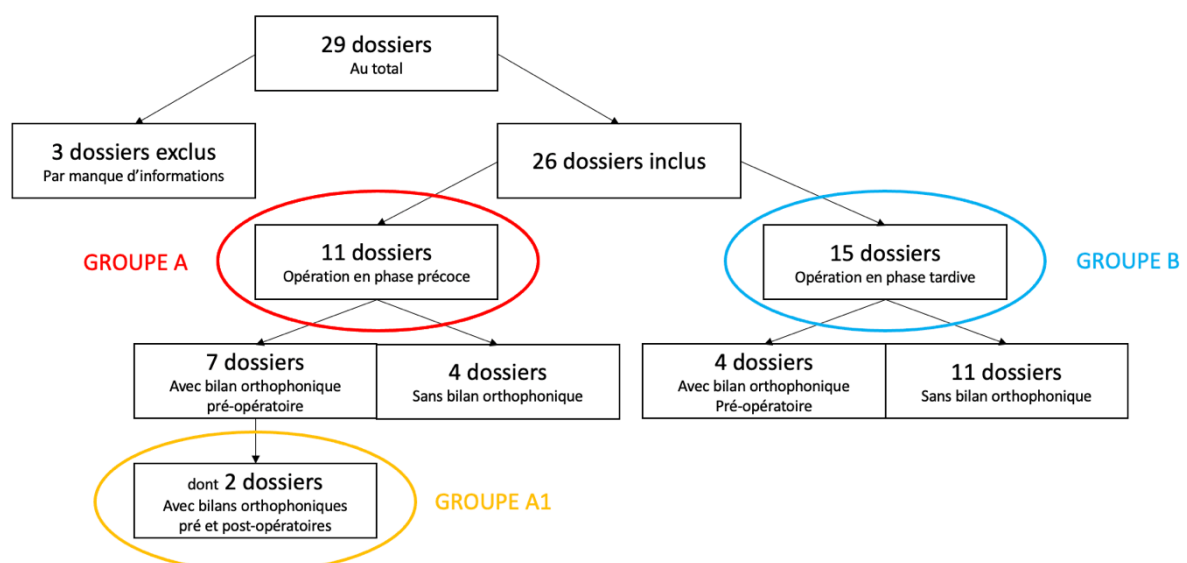 29 dossiers
Au total
3 dossiers exclus
Par manque d'informations
26 dossiers inclus
GROUPE A
11 dossiers
Opération en phase précoce
15 dossiers
Opération en phase tardive
GROUPE B
7 dossiers
Avec bilan orthophonique
pré-opératoire
4 dossiers
Sans bilan orthophonique
4 dossiers
Avec bilan orthophonique
Pré-opératoire
11 dossiers
Sans bilan orthophonique
dont 2 dossiers
Avec bilans orthophoniques
pré et post-opératoires
GROUPE A1